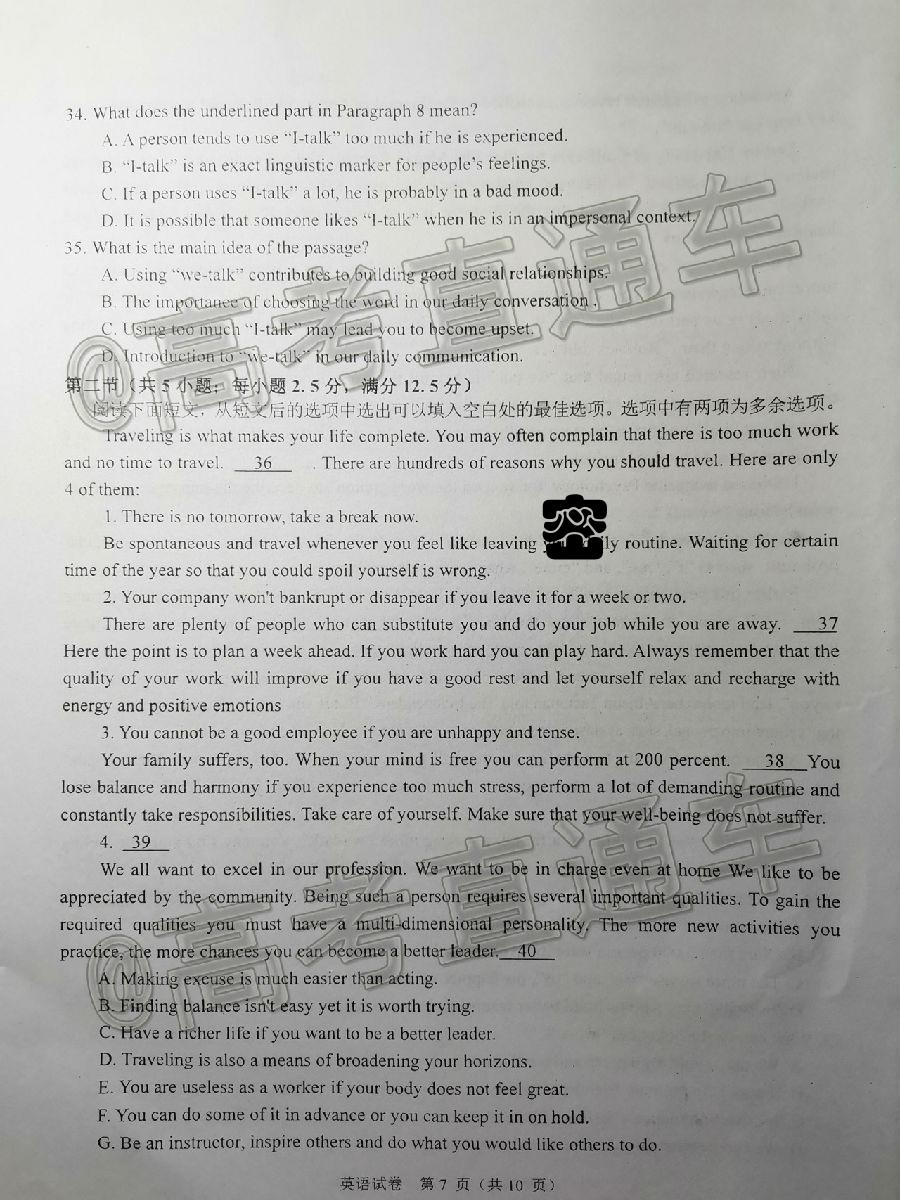 34. What does the underlined part in Paragraph 8 mean?
A. A person tends to use “I-talk” too much if he is experienced.
B. “I-talk” is an exact linguistic marker for people’s feelings.
C. If a person uses “I-talk” a lot, he is probably in a bad mood.
D. It is possible that someone likes “I-talk” when he is in an impersonal context.
35. What is the main idea of the passage?
A. Using “we-talk” contributes to building good social relationships.
B. The importance of choosing the word in our daily conversation .
C. Using too much “I-talk” may lead you to become upset.
D. Introduction to “we-talk” in our daily communication.
@高考直通车
第二节（共 5 小题；每小题 2. 5 分，满分 12. 5 分）
阅读下面短文，从短文后的选项中选出可以填入空白处的最佳选项。选项中有两项为多余选项。
Traveling is what makes your life complete. You may often complain that there is too much work
and no time to travel. 36 . There are hundreds of reasons why you should travel. Here are only
4 of them:
1. There is no tomorrow, take a break now.
Be spontaneous and travel whenever you feel like leaving ly routine. Waiting for certain
time of the year so that you could spoil yourself is wrong.
2. Your company won't bankrupt or disappear if you leave it for a week or two.
There are plenty of people who can substitute you and do your job while you are away. 37
Here the point is to plan a week ahead. If you work hard you can play hard. Always remember that the
quality of your work will improve if you have a good rest and let yourself relax and recharge with
energy and positive emotions
3. You cannot be a good employee if you are unhappy and tense.
Your family suffers, too. When your mind is free you can perform at 200 percent. 38 You
lose balance and harmony if you experience too much stress, perform a lot of demanding routine and
constantly take responsibilities. Take care of yourself. Make sure that your well-being does not suffer.
4. 39
We all want to excel in our profession. We want to be in charge even at home We like to be
appreciated by the community. Being such a person requires several important qualities. To gain the
required qualities you must have a multi-dimensional personality. The more new activities you
practice, the more chances you can become a better leader. 40
@高考直通车
A. Making excuse is much easier than acting.
B. Finding balance isn't easy yet it is worth trying.
C. Have a richer life if you want to be a better leader.
D. Traveling is also a means of broadening your horizons.
E. You are useless as a worker if your body does not feel great.
F. You can do some of it in advance or you can keep it in on hold.
G. Be an instructor, inspire others and do what you would like others to do.
英语试卷 第 7 页（共 10 页）